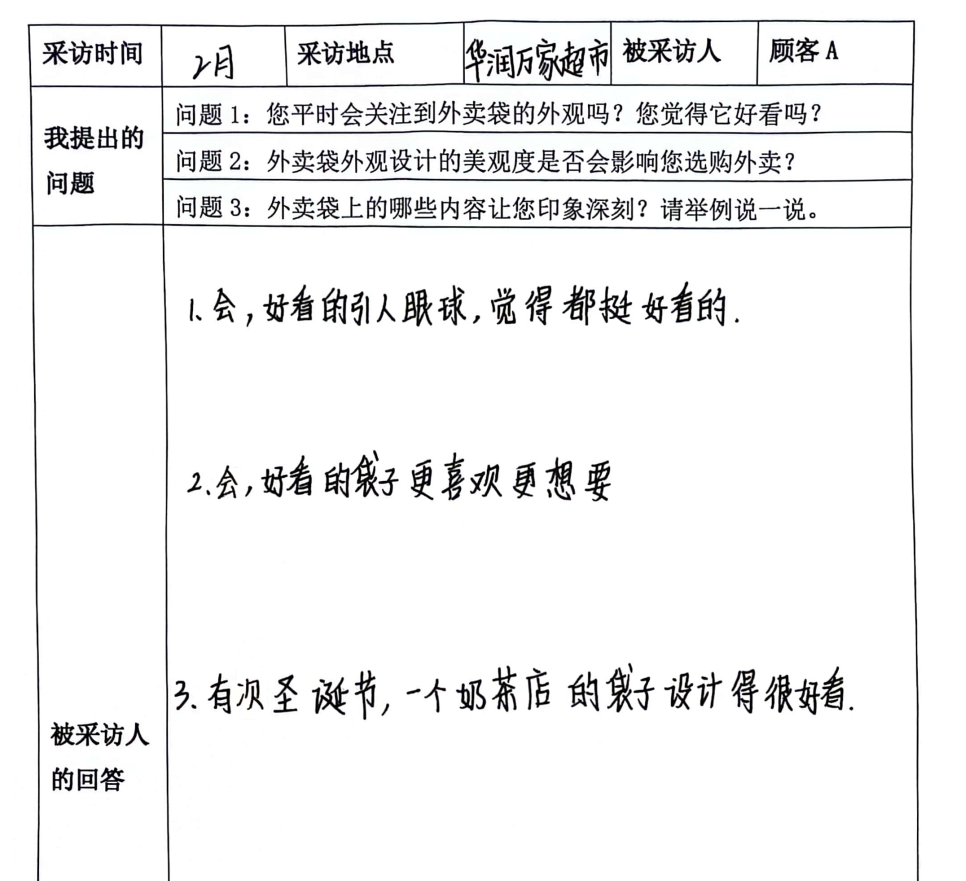 采访时间 2月 采访地点 华润万家超市 被采访人 顾客 A
我提出的问题
问题 1：您平时会关注到外卖袋的外观吗？您觉得它好看吗？
问题 2：外卖袋外观设计的美观度是否会影响您选购外卖？
问题 3：外卖袋上的哪些内容让您印象深刻？请举例说一说。
1.会,好看的引人眼球,觉得都挺好看的.
2.会,好看的袋子更喜欢更想要
3.有次圣诞节,一个奶茶店的袋子设计得很好看.
被采访人
的回答